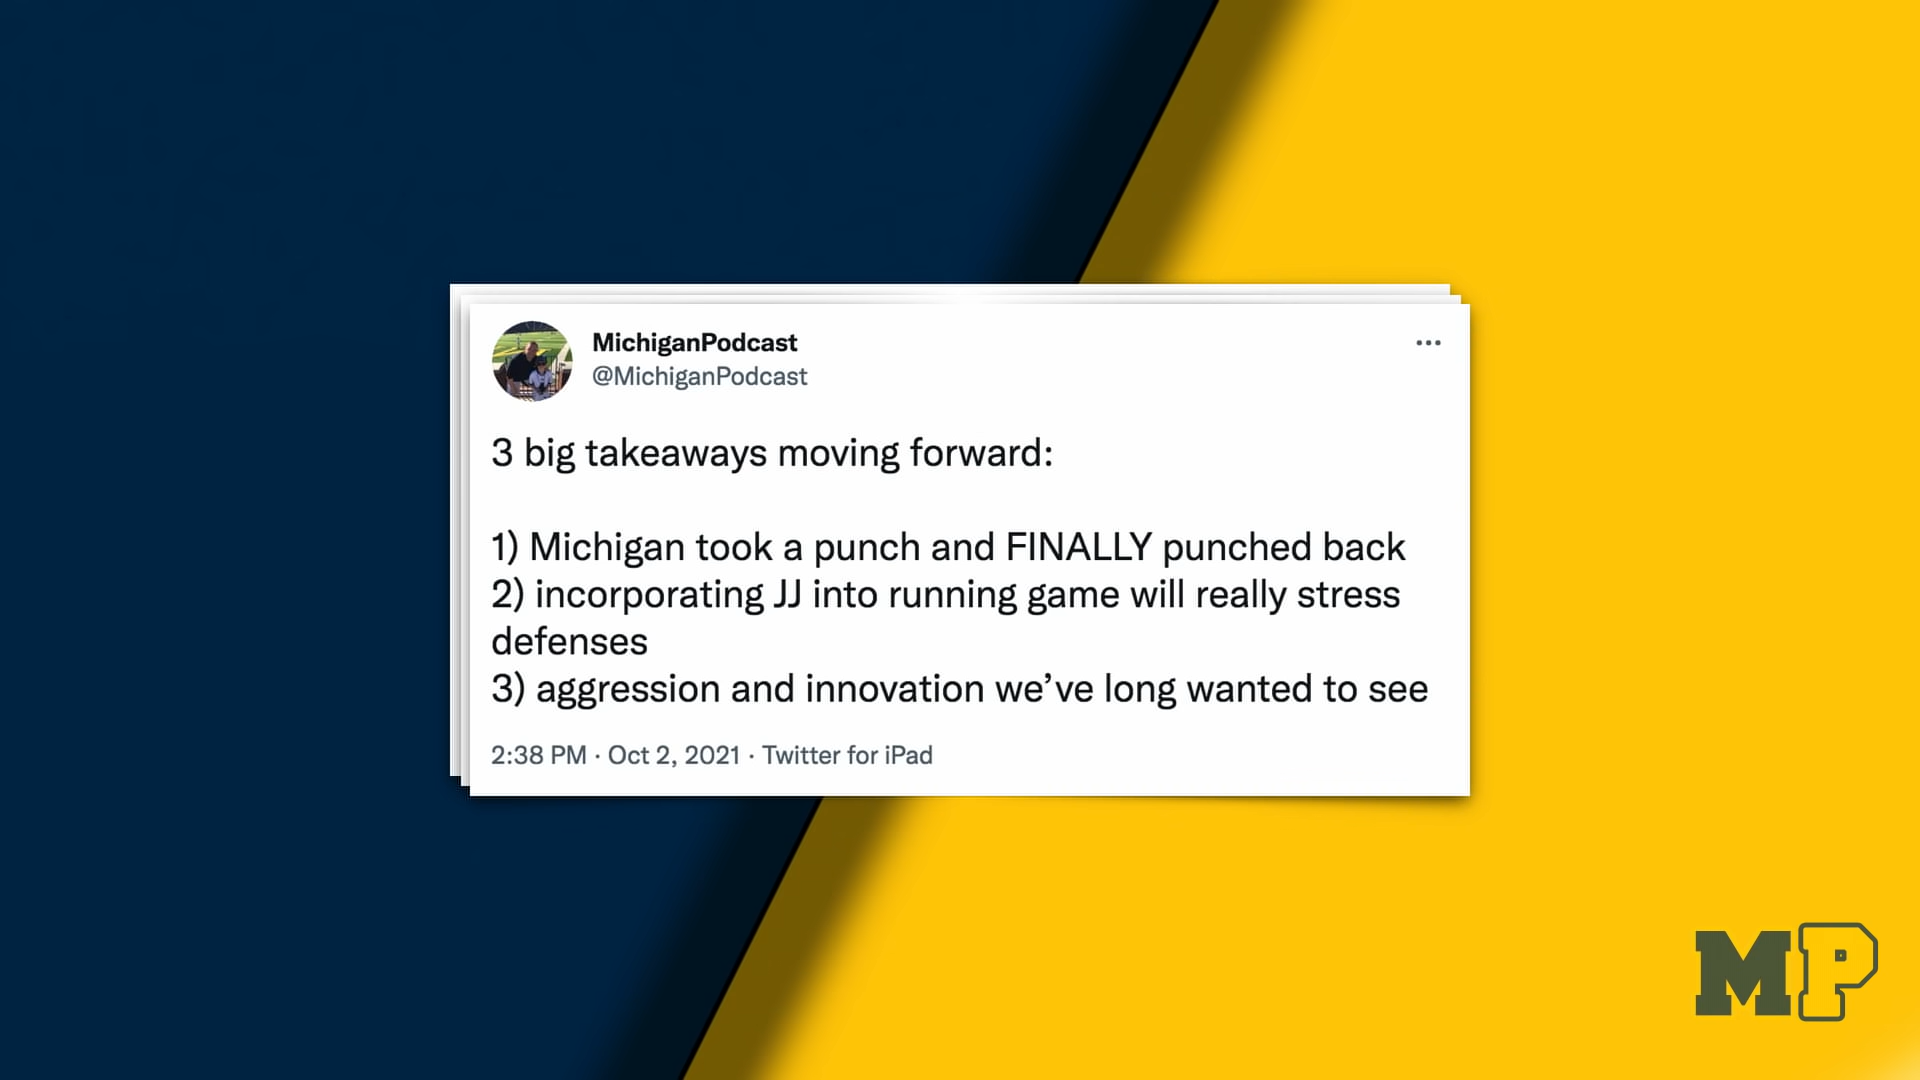 MichiganPodcast
@MichiganPodcast
3 big takeaways moving forward:
1) Michigan took a punch and FINALLY punched back
2) incorporating JJ into running game will really stress
defenses
3) aggression and innovation we’ve long wanted to see
2:38 PM · Oct 2, 2021 · Twitter for iPad
MP